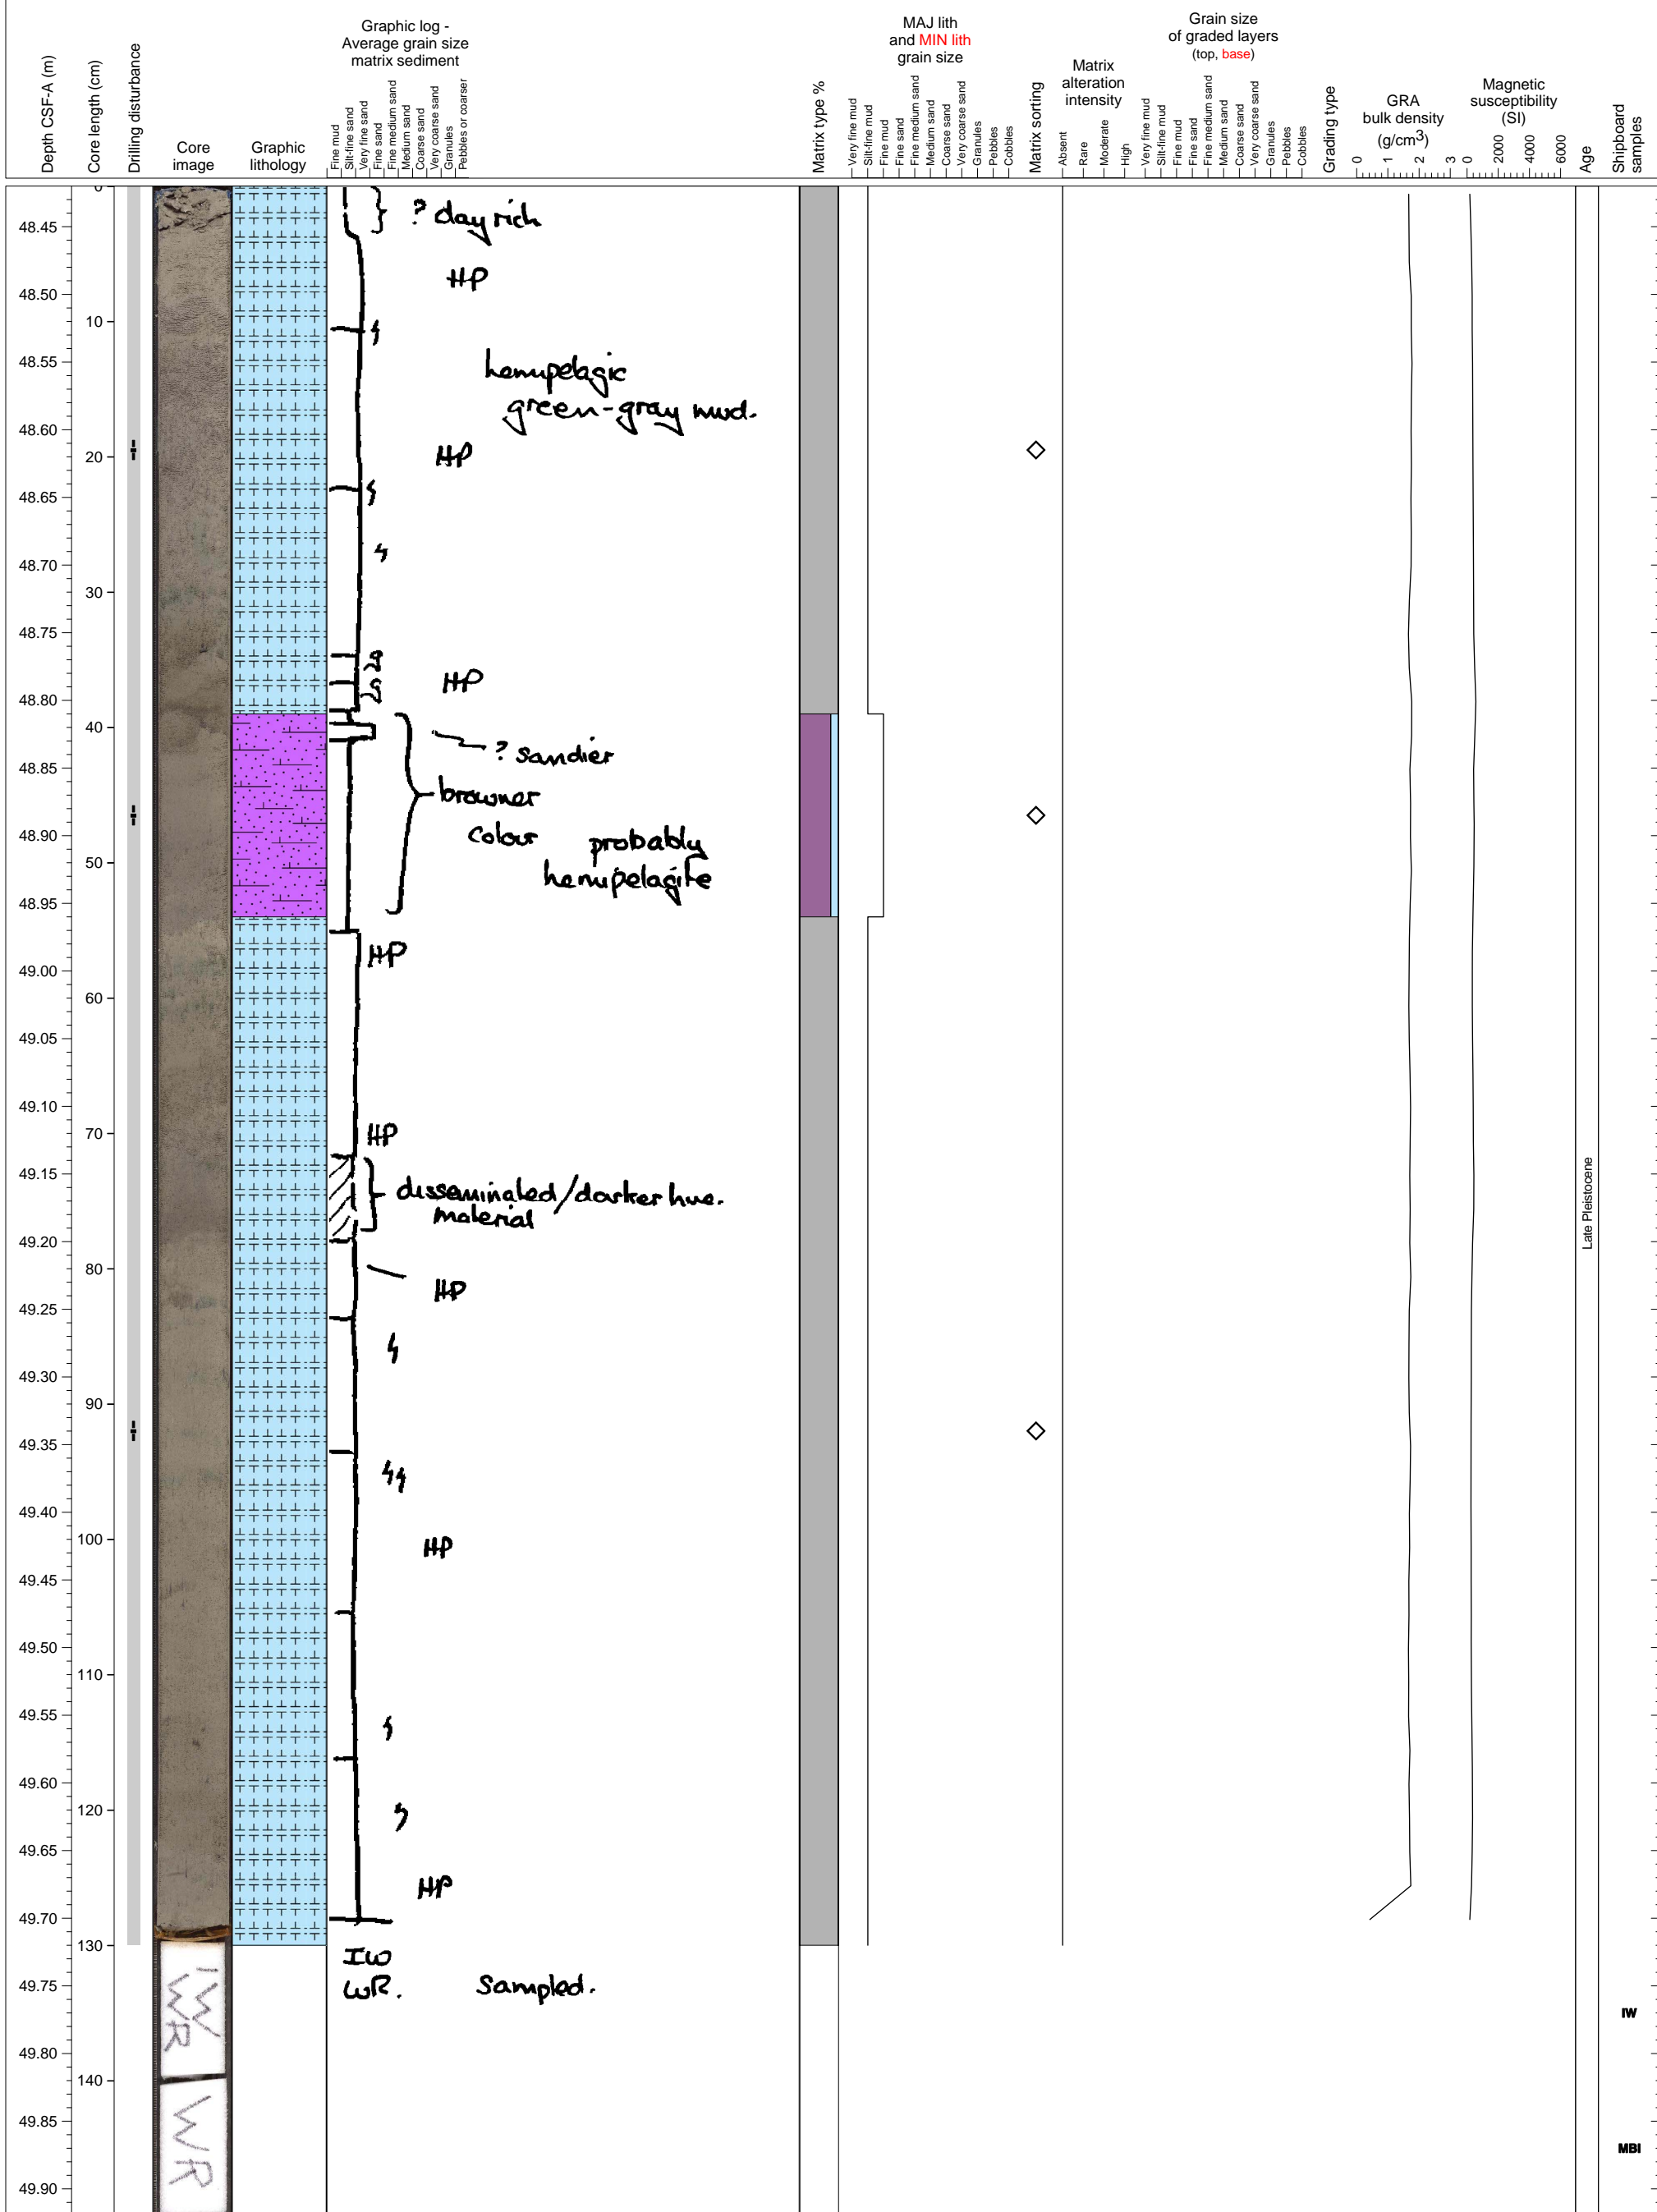 Depth CSF-A (m)
Core length (cm)
Drilling disturbance
Core
image
Graphic
lithology
Graphic log -
Average grain size
matrix sediment
Fine mud
Silt-fine sand
Very fine sand
Fine sand
Fine medium sand
Medium sand
Coarse sand
Very coarse sand
Granules
Pebbles or coarser
Matrix type %
MAJ lith
and MIN lith
grain size
Very fine mud
Silt-fine mud
Fine mud
Fine sand
Fine medium sand
Medium sand
Coarse sand
Very coarse sand
Granules
Pebbles
Cobbles
Matrix sorting
Matrix
alteration
intensity
Absent
Rare
Moderate
High
Grain size
of graded layers
(top, base)
Very fine mud
Silt-fine mud
Fine mud
Fine sand
Fine medium sand
Medium sand
Coarse sand
Very coarse sand
Granules
Pebbles
Cobbles
Grading type
GRA
bulk density
(g/cm3)
0 1 2 3
Magnetic
susceptibility
(SI)
0 2000 4000 6000
Age
Shipboard
samples
0
48.45
48.50
10
48.55
48.60
20
48.65
48.70
30
48.75
48.80
40
48.85
48.90
50
48.95
49.00
60
49.05
49.10
70
49.15
49.20
80
49.25
49.30
90
49.35
49.40
100
49.45
49.50
110
49.55
49.60
120
49.65
49.70
130
49.75
49.80
140
49.85
49.90
? clay rich
HP
hemipelagic
green-gray mud.
HP
HP
? sandier
browner
colour
probably
hemipelagite
HP
HP
disseminated/darker hue.
material
HP
HP
HP
IW
WR. Sampled.
IW
WR
WR
Late Pleistocene
IW
MBI